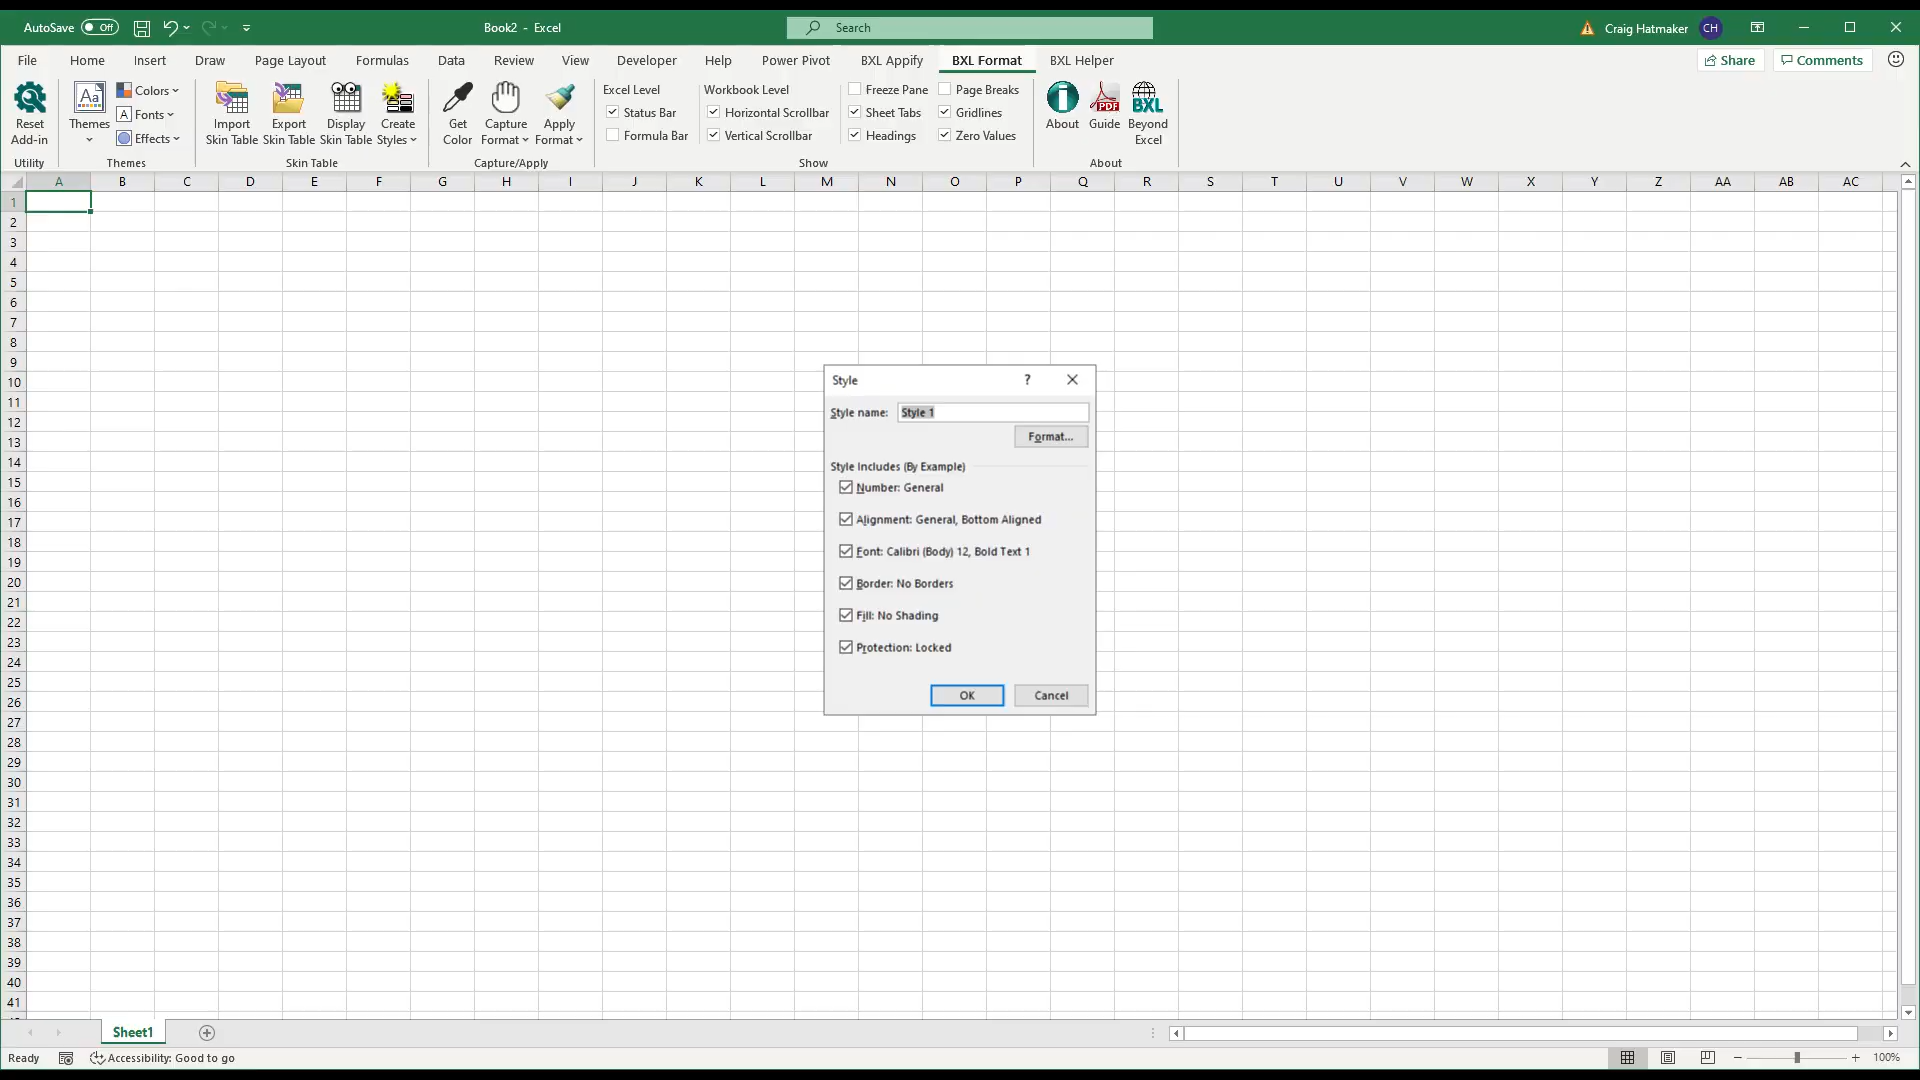 AutoSave Off Book2 - Excel Search Craig Hatmaker CH
File Home Insert Draw Page Layout Formulas Data Review View Developer Help Power Pivot BXL Appify BXL Format BXL Helper Share Comments
Reset Add-in
Utility
Aa Themes
Colors
A Fonts
Effects
Themes
Import Skin Table
Export Skin Table
Display Skin Table
Create Styles
Skin Table
Get Color
Capture Format
Apply Format
Capture/Apply
Excel Level
Status Bar
Formula Bar
Workbook Level
Horizontal Scrollbar
Vertical Scrollbar
Freeze Pane
Sheet Tabs
Headings
Page Breaks
Gridlines
Zero Values
Show
About
PDF Guide
BXL Beyond Excel
About
A B C D E F G H I J K L M N O P Q R S T U V W X Y Z AA AB AC
1
2
3
4
5
6
7
8
9
10
11
12
13
14
15
16
17
18
19
20
21
22
23
24
25
26
27
28
29
30
31
32
33
34
35
36
37
38
39
40
41
Style ?
Style name: Style 1
Format...
Style Includes (By Example)
Number: General
Alignment: General, Bottom Aligned
Font: Calibri (Body) 12, Bold Text 1
Border: No Borders
Fill: No Shading
Protection: Locked
OK Cancel
Sheet1
Ready Accessibility: Good to go 100%